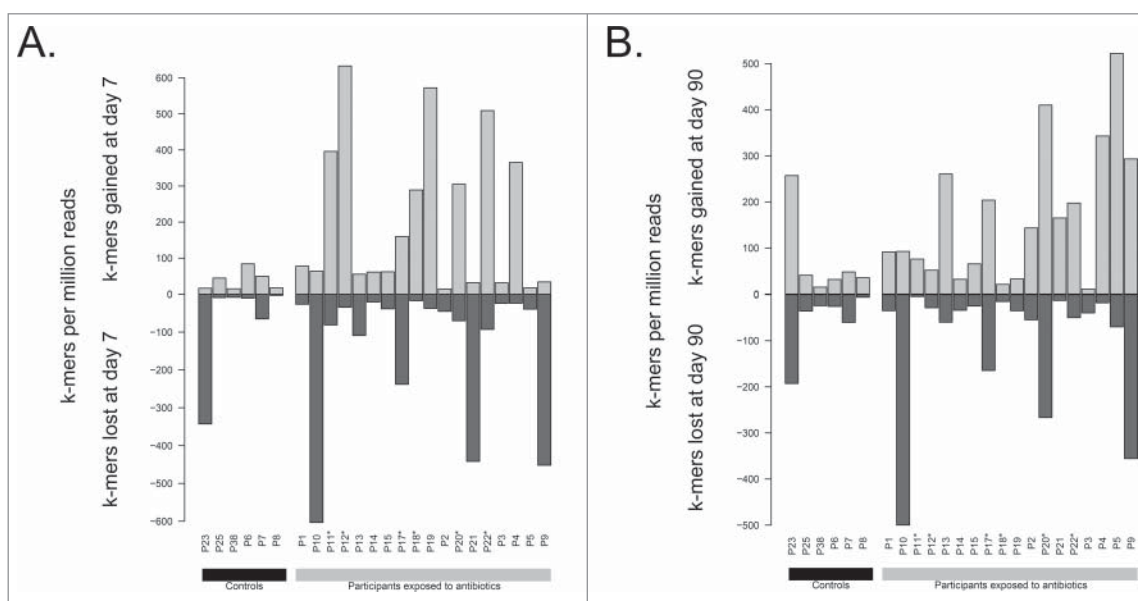 A.
k-mers per million reads
k-mers lost at day 7
k-mers gained at day 7
600
500
400
300
200
100
0
−100
−200
−300
−400
−500
−600
P23
P25
P38
P6
P7
P8
P1
P10
P11*
P12*
P13
P14
P15
P17*
P18*
P19
P2
P20*
P21
P22*
P3
P4
P5
P9
Controls
Participants exposed to antibiotics
B.
k-mers per million reads
k-mers lost at day 90
k-mers gained at day 90
500
400
300
200
100
0
−100
−200
−300
−400
−500
P23
P25
P38
P6
P7
P8
P1
P10
P11*
P12*
P13
P14
P15
P17*
P18*
P19
P2
P20*
P21
P22*
P3
P4
P5
P9
Controls
Participants exposed to antibiotics